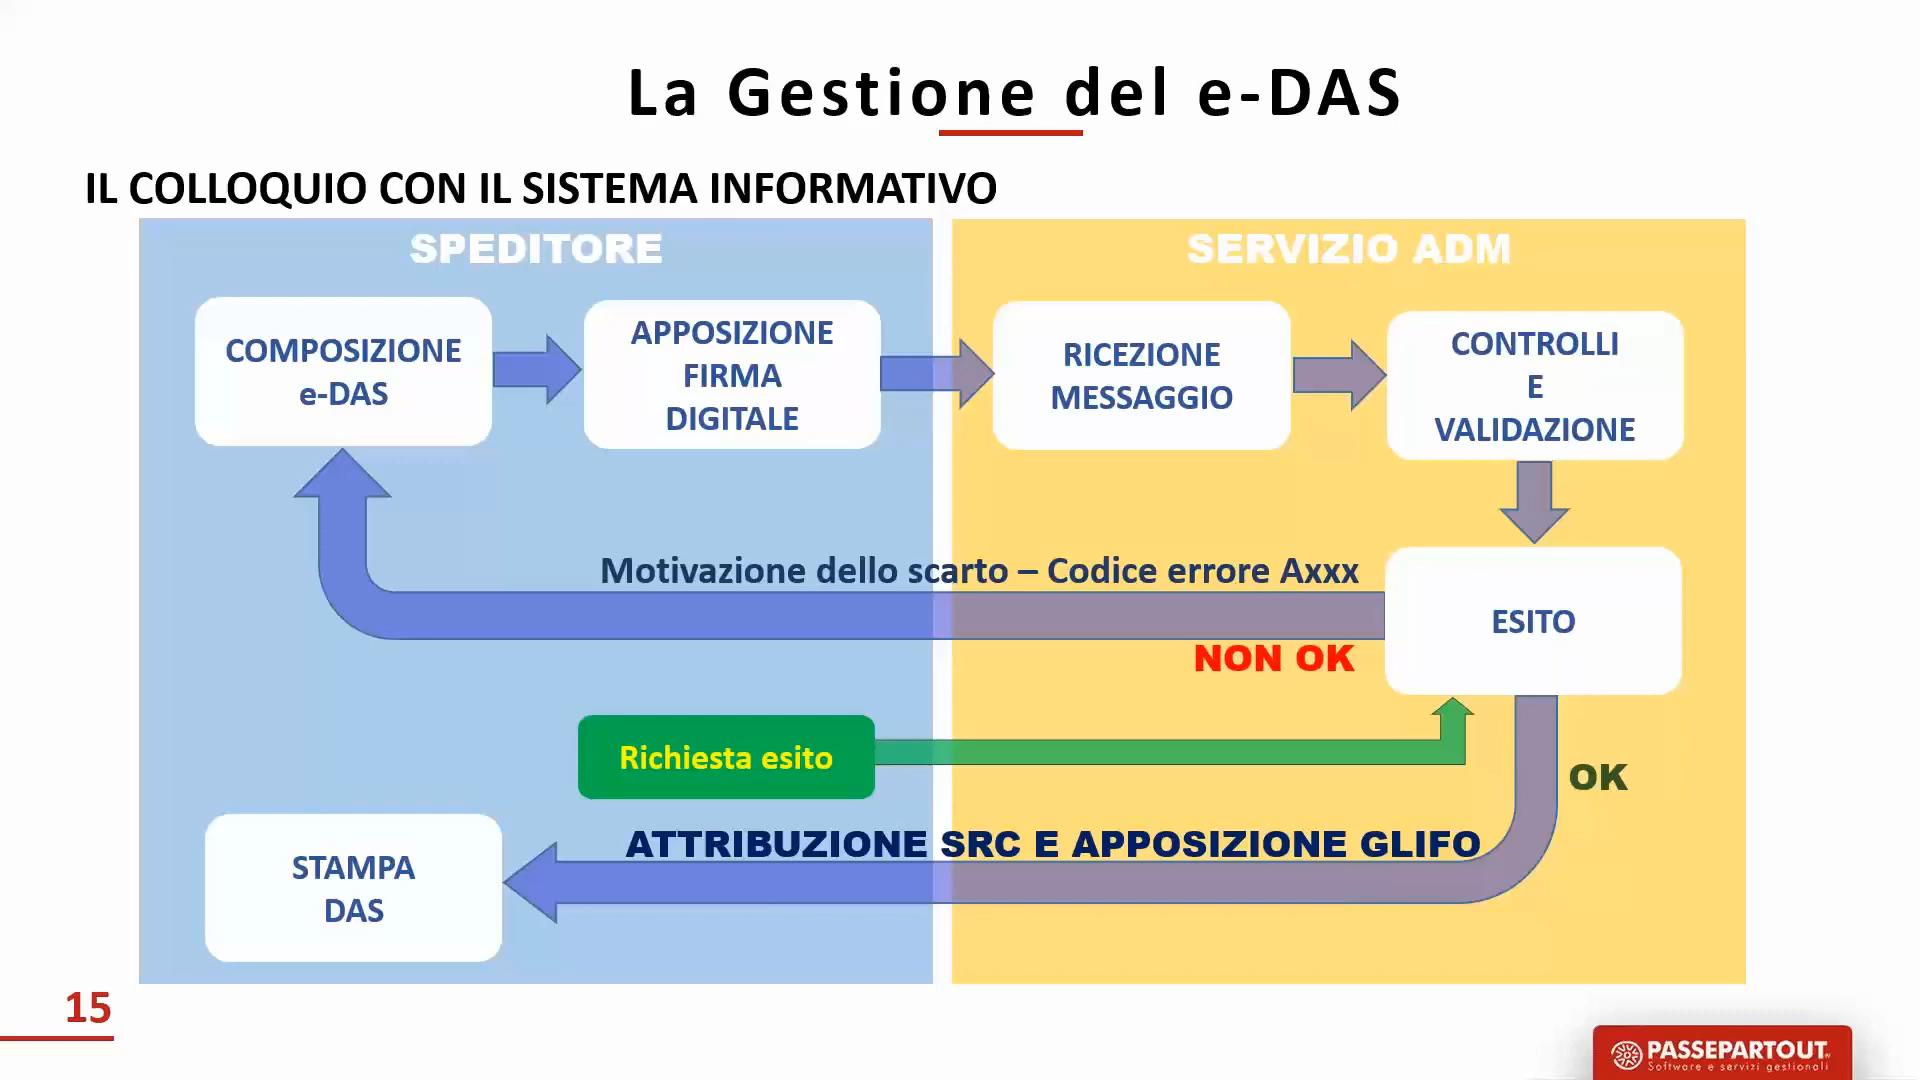 La Gestione del e-DAS
IL COLLOQUIO CON IL SISTEMA INFORMATIVO
SPEDITORE
SERVIZIO ADM
COMPOSIZIONE
e-DAS
APPOSIZIONE
FIRMA
DIGITALE
RICEZIONE
MESSAGGIO
CONTROLLI
E
VALIDAZIONE
Motivazione dello scarto – Codice errore Axxx
ESITO
NON OK
Richiesta esito
OK
ATTRIBUZIONE SRC E APPOSIZIONE GLIFO
STAMPA
DAS
15
PASSEPARTOUT
Software e servizi gestionali